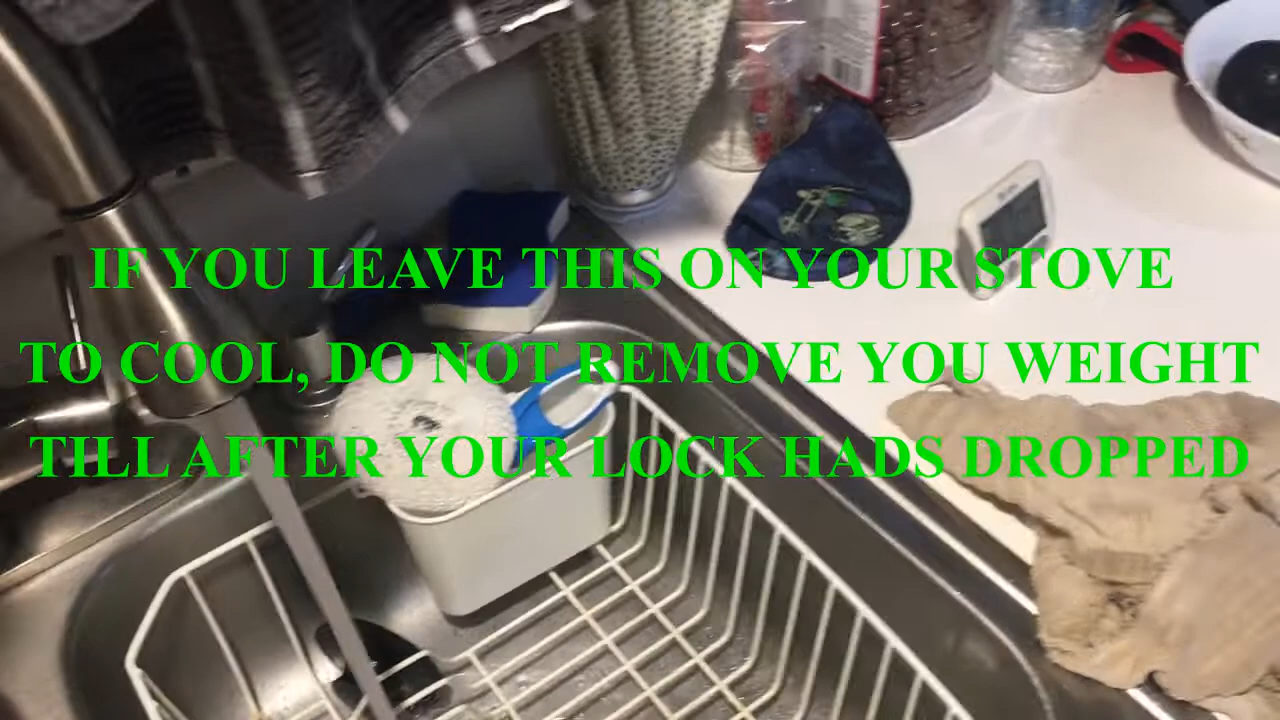 IF YOU LEAVE THIS ON YOUR STOVE
TO COOL, DO NOT REMOVE YOU WEIGHT
TILL AFTER YOUR LOCK HADS DROPPED